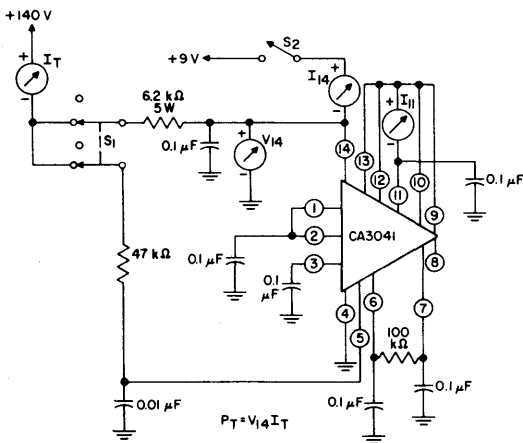 +140 V
+
I_T
-
S1
6.2 kΩ
5W
0.1 µF
+
V14
-
+9V
S2
+
I14
-
+
I11
-
14
13
12
11
10
9
8
0.1 µF
1
2
3
CA3041
0.1 µF
0.1
µF
4
5
6
7
47 kΩ
100
kΩ
0.01 µF
P_T=V14 I_T
0.1 µF
0.1 µF